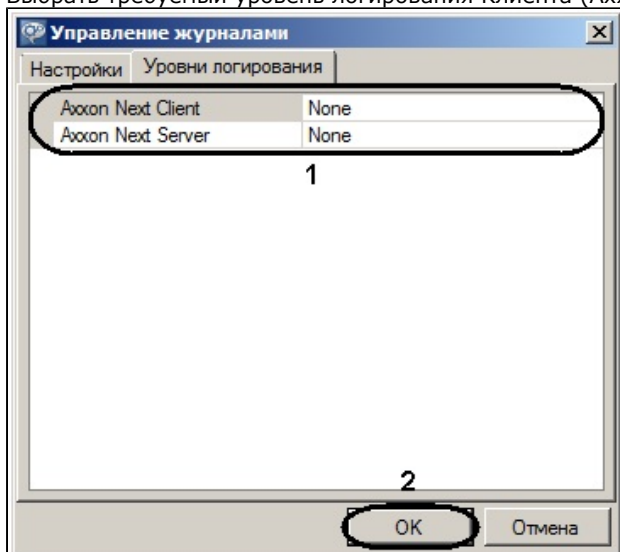 Выбрать требуемый уровень логирования Клиента
Управление журналами
Настройки Уровни логирования
Axxon Next Client None
Axxon Next Server None
1
2
OK Отмена